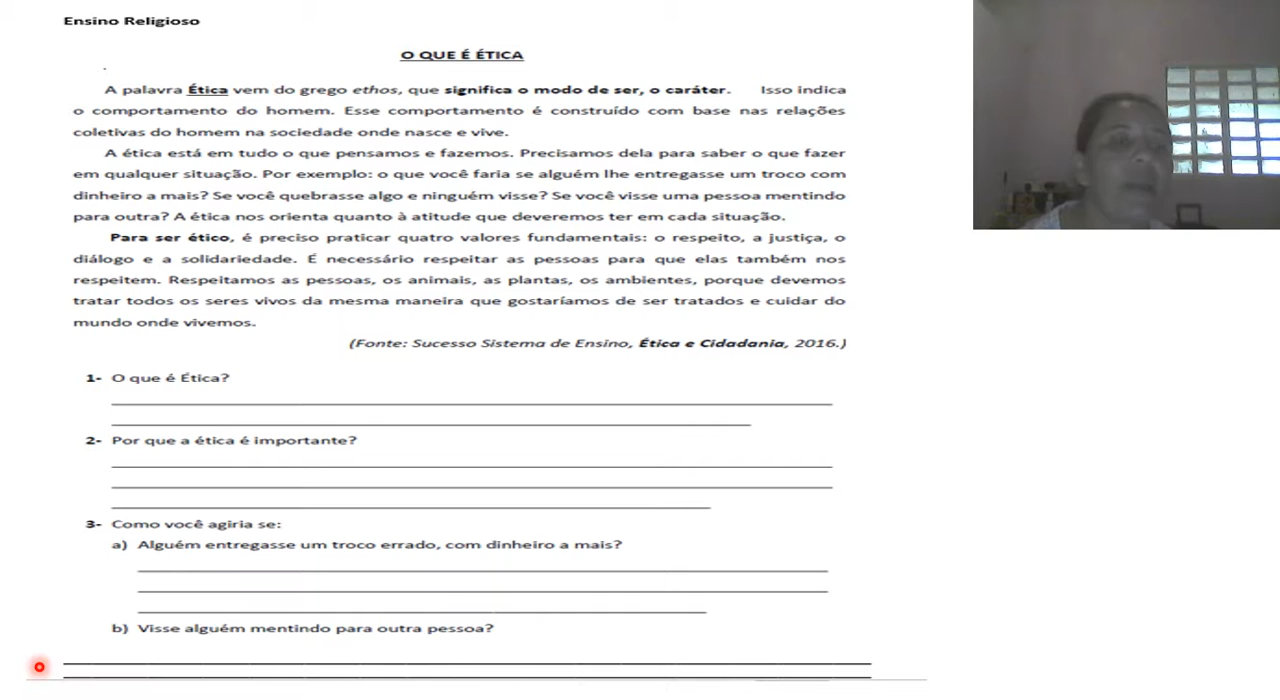 Ensino Religioso
O QUE É ÉTICA
A palavra Ética vem do grego ethos, que significa o modo de ser, o caráter. Isso indica
o comportamento do homem. Esse comportamento é construído com base nas relações
coletivas do homem na sociedade onde nasce e vive.
A ética está em tudo o que pensamos e fazemos. Precisamos dela para saber o que fazer
em qualquer situação. Por exemplo: o que você faria se alguém lhe entregasse um troco com
dinheiro a mais? Se você quebrasse algo e ninguém visse? Se você visse uma pessoa mentindo
para outra? A ética nos orienta quanto à atitude que deveremos ter em cada situação.
Para ser ético, é preciso praticar quatro valores fundamentais: o respeito, a justiça, o
diálogo e a solidariedade. É necessário respeitar as pessoas para que elas também nos
respeitem. Respeitamos as pessoas, os animais, as plantas, os ambientes, porque devemos
tratar todos os seres vivos da mesma maneira que gostaríamos de ser tratados e cuidar do
mundo onde vivemos.
(Fonte: Sucesso Sistema de Ensino, Ética e Cidadania, 2016.)
1- O que é Ética?
2- Por que a ética é importante?
3- Como você agiria se:
a) Alguém entregasse um troco errado, com dinheiro a mais?
b) Visse alguém mentindo para outra pessoa?